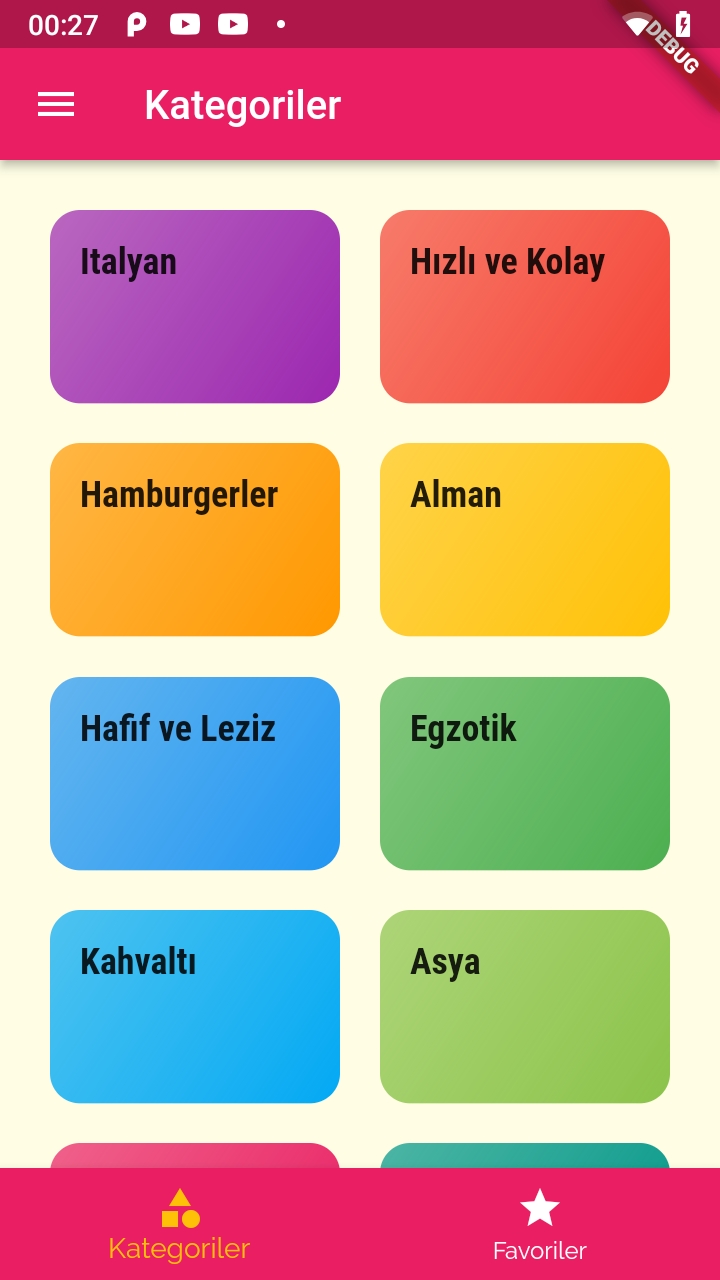 00:27
DEBUG
Kategoriler
Italyan
Hızlı ve Kolay
Hamburgerler
Alman
Hafif ve Leziz
Egzotik
Kahvaltı
Asya
Kategoriler
Favoriler